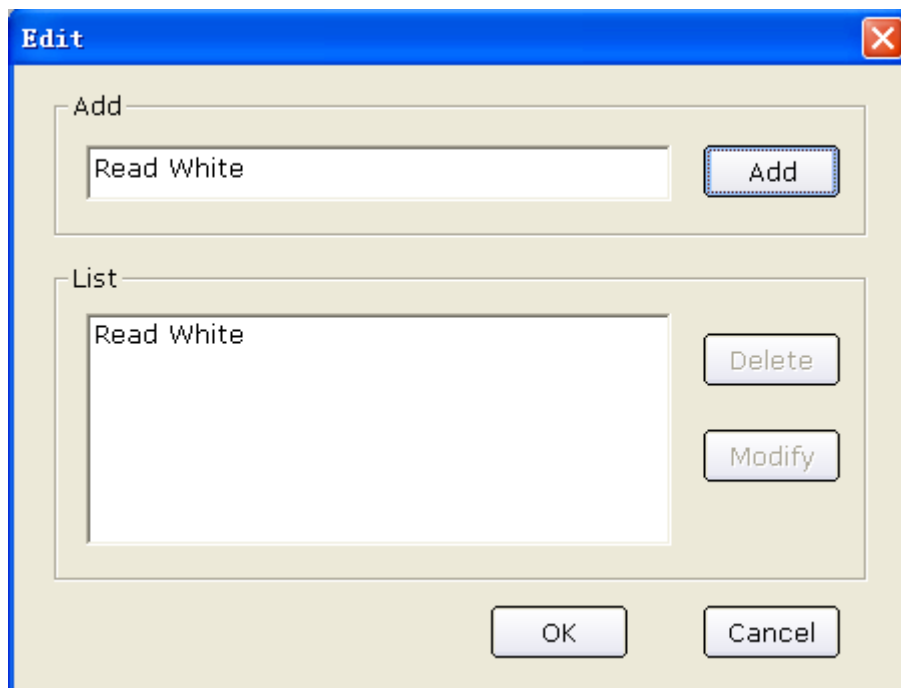 Edit
Add
Read White
Add
List
Read White
Delete
Modify
OK
Cancel